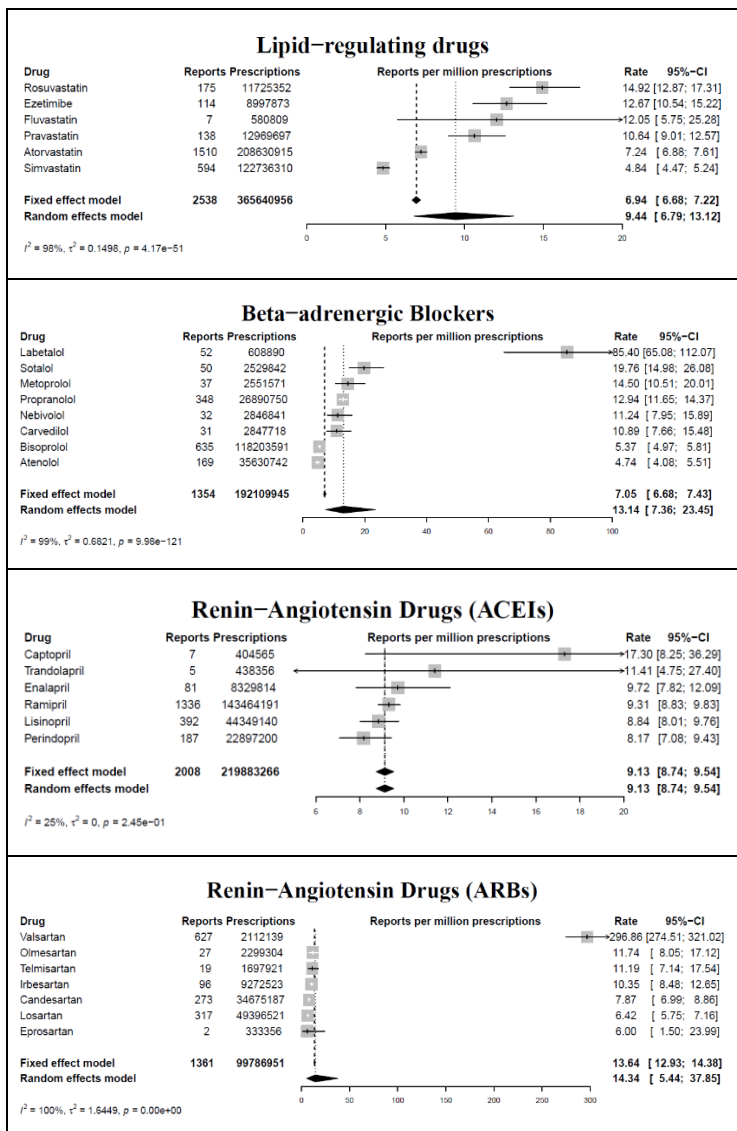 Lipid−regulating drugs
Drug Reports Prescriptions Reports per million prescriptions Rate 95%−CI
Rosuvastatin 175 11725352 14.92 [12.87; 17.31]
Ezetimibe 114 8997873 12.67 [10.54; 15.22]
Fluvastatin 7 580809 12.05 [ 5.75; 25.28]
Pravastatin 138 12969697 10.64 [ 9.01; 12.57]
Atorvastatin 1510 208630915 7.24 [ 6.88; 7.61]
Simvastatin 594 122736310 4.84 [ 4.47; 5.24]
Fixed effect model 2538 365640956 6.94 [ 6.68; 7.22]
Random effects model 9.44 [ 6.79; 13.12]
0 5 10 15 20
I² = 98%, τ² = 0.1498, p = 4.17e−51
Beta−adrenergic Blockers
Drug Reports Prescriptions Reports per million prescriptions Rate 95%−CI
Labetalol 52 608890 85.40 [65.08; 112.07]
Sotalol 50 2529842 19.76 [14.98; 26.08]
Metoprolol 37 2551571 14.50 [10.51; 20.01]
Propranolol 348 26890750 12.94 [11.65; 14.37]
Nebivolol 32 2846841 11.24 [ 7.95; 15.89]
Carvedilol 31 2847718 10.89 [ 7.66; 15.48]
Bisoprolol 635 118203591 5.37 [ 4.97; 5.81]
Atenolol 169 35630742 4.74 [ 4.08; 5.51]
Fixed effect model 1354 192109945 7.05 [ 6.68; 7.43]
Random effects model 13.14 [ 7.36; 23.45]
0 20 40 60 80 100
I² = 99%, τ² = 0.6821, p = 9.98e−121
Renin−Angiotensin Drugs (ACEIs)
Drug Reports Prescriptions Reports per million prescriptions Rate 95%−CI
Captopril 7 404565 17.30 [8.25; 36.29]
Trandolapril 5 438356 11.41 [4.75; 27.40]
Enalapril 81 8329814 9.72 [7.82; 12.09]
Ramipril 1336 143464191 9.31 [8.83; 9.83]
Lisinopril 392 44349140 8.84 [8.01; 9.76]
Perindopril 187 22897200 8.17 [7.08; 9.43]
Fixed effect model 2008 219883266 9.13 [8.74; 9.54]
Random effects model 9.13 [8.74; 9.54]
6 8 10 12 14 16 18 20
I² = 25%, τ² = 0, p = 2.45e−01
Renin−Angiotensin Drugs (ARBs)
Drug Reports Prescriptions Reports per million prescriptions Rate 95%−CI
Valsartan 627 2112139 296.86 [274.51; 321.02]
Olmesartan 27 2299304 11.74 [ 8.05; 17.12]
Telmisartan 19 1697921 11.19 [ 7.14; 17.54]
Irbesartan 96 9272523 10.35 [ 8.48; 12.65]
Candesartan 273 34675187 7.87 [ 6.99; 8.86]
Losartan 317 49396521 6.42 [ 5.75; 7.16]
Eprosartan 2 333356 6.00 [ 1.50; 23.99]
Fixed effect model 1361 99786951 13.64 [ 12.93; 14.38]
Random effects model 14.34 [ 5.44; 37.85]
0 50 100 150 200 250 300
I² = 100%, τ² = 1.6449, p = 0.00e+00